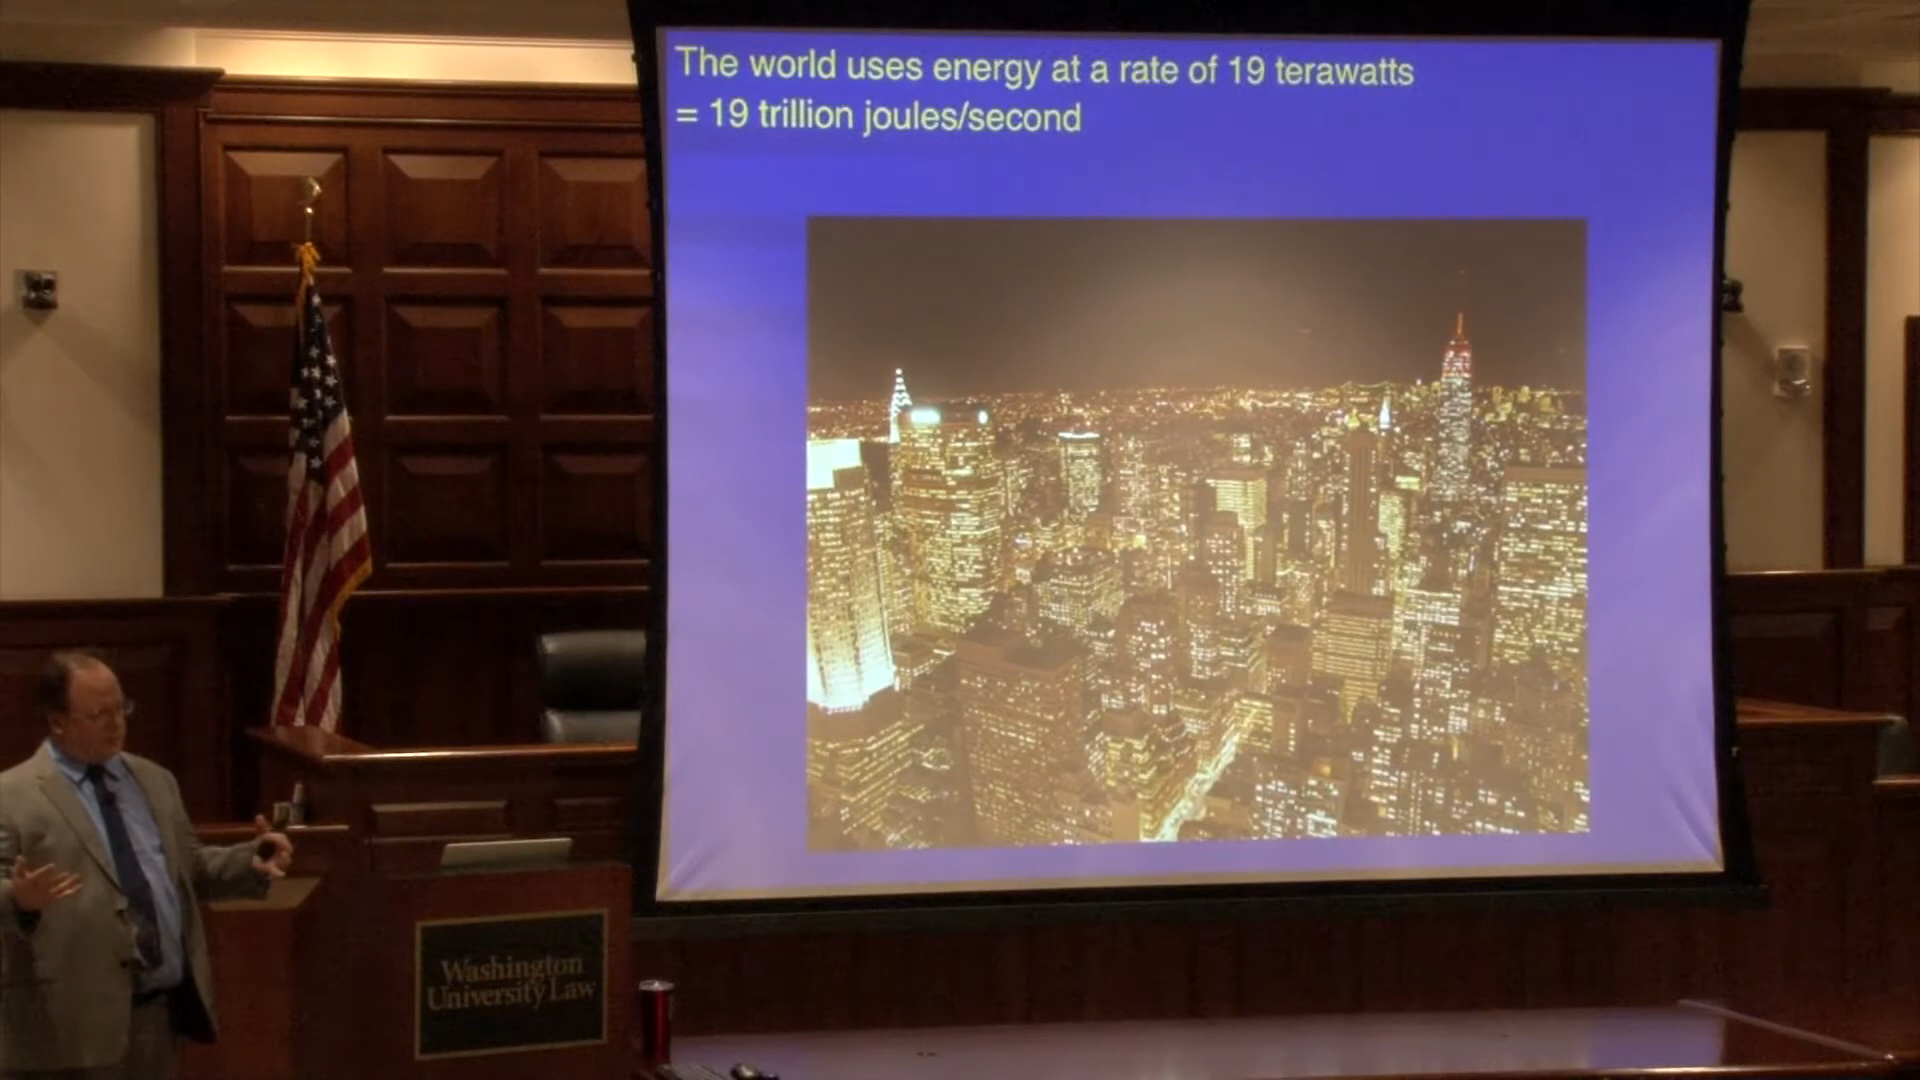 The world uses energy at a rate of 19 terawatts
= 19 trillion joules/second
Washington
University Law